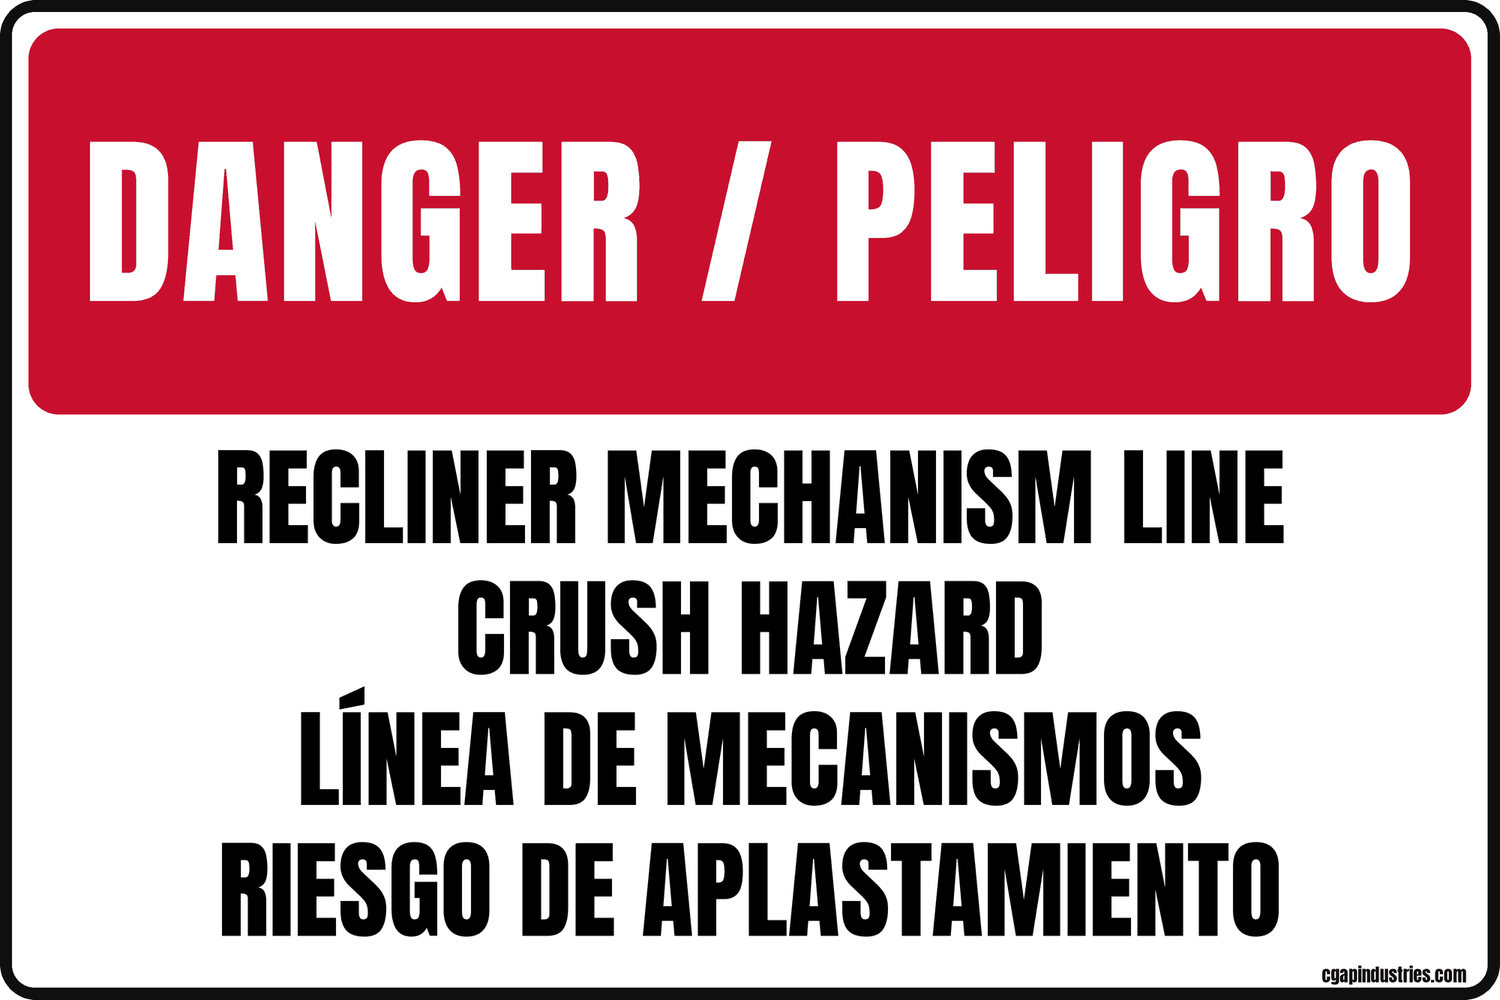 DANGER / PELIGRO
RECLINER MECHANISM LINE
CRUSH HAZARD
LÍNEA DE MECANISMOS
RIESGO DE APLASTAMIENTO
cgapindustries.com